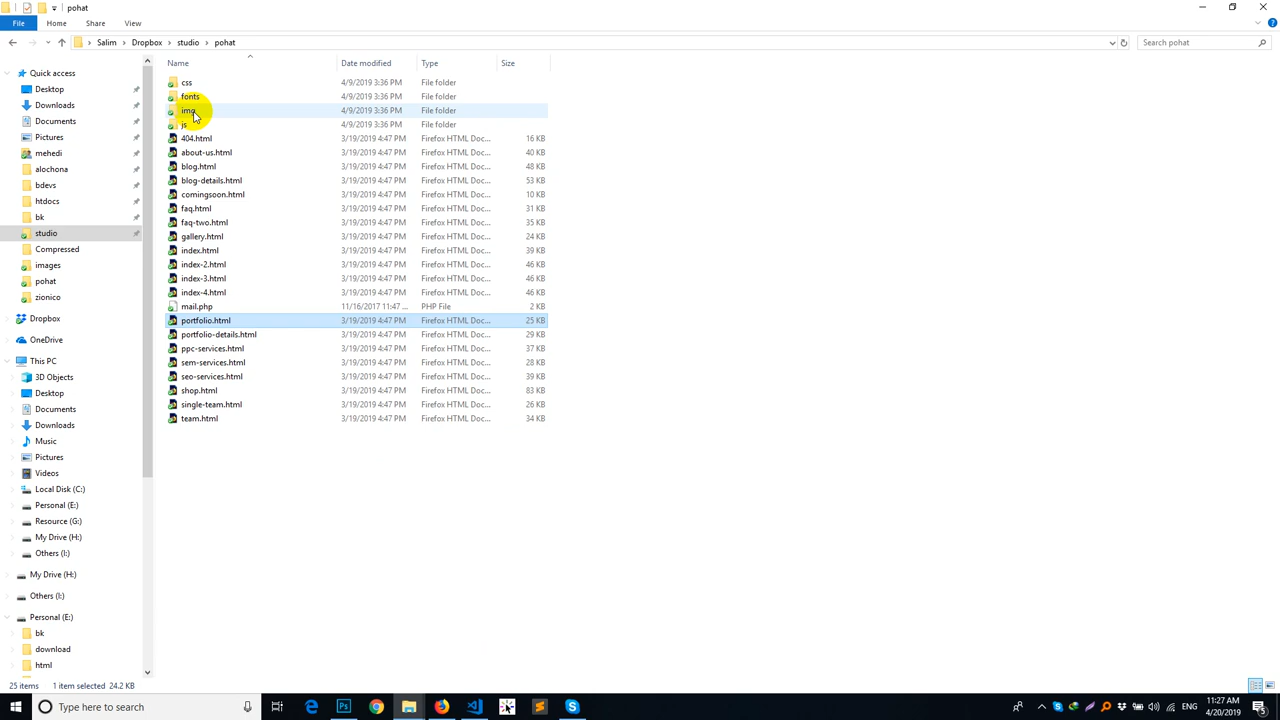 pohat
File
Home
Share
View
Salim
Dropbox
studio
pohat
Search pohat
Name
Date modified
Type
Size
Quick access
Desktop
Downloads
Documents
Pictures
mehedi
alochona
bdevs
htdocs
bk
studio
Compressed
images
pohat
zionico
Dropbox
OneDrive
This PC
3D Objects
Desktop
Documents
Downloads
Music
Pictures
Videos
Local Disk (C:)
Personal (E:)
Resource (G:)
My Drive (H:)
Others (I:)
My Drive (H:)
Others (I:)
Personal (E:)
bk
download
html
css 4/9/2019 3:36 PM File folder
fonts 4/9/2019 3:36 PM File folder
img 4/9/2019 3:36 PM File folder
js 4/9/2019 3:36 PM File folder
404.html 3/19/2019 4:47 PM Firefox HTML Doc... 16 KB
about-us.html 3/19/2019 4:47 PM Firefox HTML Doc... 40 KB
blog.html 3/19/2019 4:47 PM Firefox HTML Doc... 48 KB
blog-details.html 3/19/2019 4:47 PM Firefox HTML Doc... 53 KB
comingsoon.html 3/19/2019 4:47 PM Firefox HTML Doc... 10 KB
faq.html 3/19/2019 4:47 PM Firefox HTML Doc... 31 KB
faq-two.html 3/19/2019 4:47 PM Firefox HTML Doc... 35 KB
gallery.html 3/19/2019 4:47 PM Firefox HTML Doc... 24 KB
index.html 3/19/2019 4:47 PM Firefox HTML Doc... 39 KB
index-2.html 3/19/2019 4:47 PM Firefox HTML Doc... 46 KB
index-3.html 3/19/2019 4:47 PM Firefox HTML Doc... 46 KB
index-4.html 3/19/2019 4:47 PM Firefox HTML Doc... 46 KB
mail.php 11/16/2017 11:47 ... PHP File 2 KB
portfolio.html 3/19/2019 4:47 PM Firefox HTML Doc... 25 KB
portfolio-details.html 3/19/2019 4:47 PM Firefox HTML Doc... 29 KB
ppc-services.html 3/19/2019 4:47 PM Firefox HTML Doc... 37 KB
sem-services.html 3/19/2019 4:47 PM Firefox HTML Doc... 28 KB
seo-services.html 3/19/2019 4:47 PM Firefox HTML Doc... 39 KB
shop.html 3/19/2019 4:47 PM Firefox HTML Doc... 83 KB
single-team.html 3/19/2019 4:47 PM Firefox HTML Doc... 26 KB
team.html 3/19/2019 4:47 PM Firefox HTML Doc... 34 KB
25 items 1 item selected 24.2 KB
Type here to search
Ps
ENG
11:27 AM
4/20/2019
5